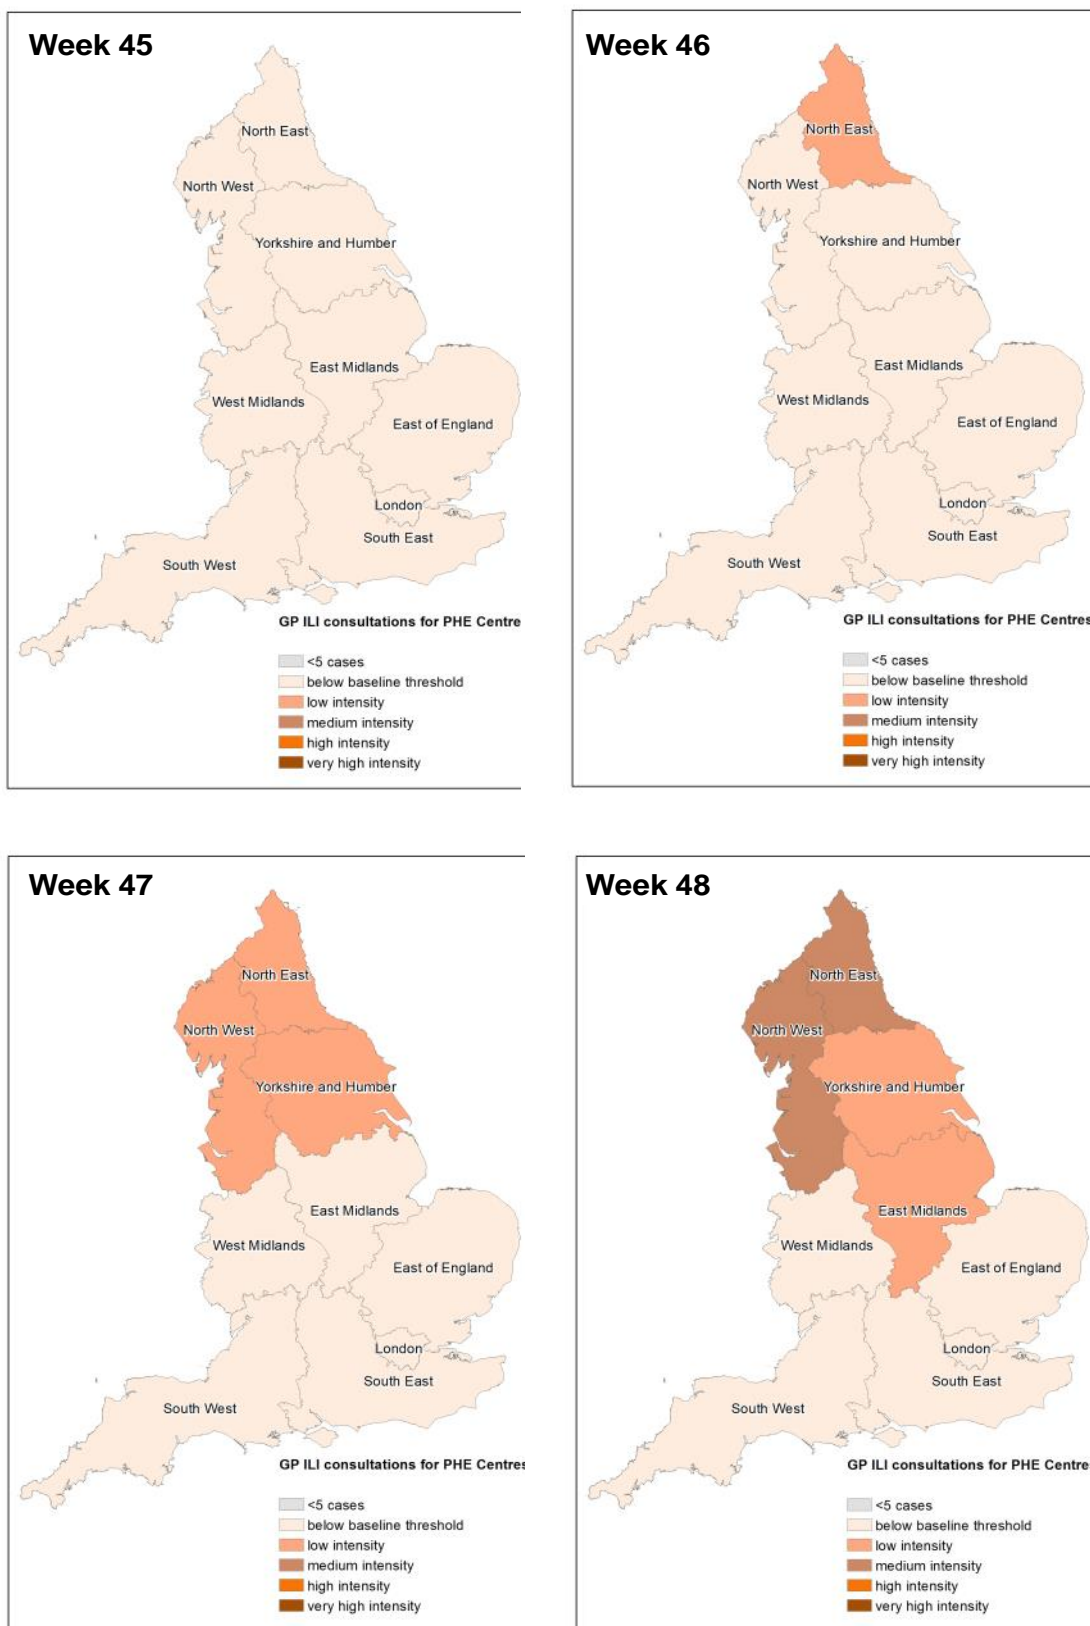 Week 45
North East
North West
Yorkshire and Humber
East Midlands
West Midlands
East of England
London
South East
South West
GP ILI consultations for PHE Centre
<5 cases
below baseline threshold
low intensity
medium intensity
high intensity
very high intensity
Week 46
North East
North West
Yorkshire and Humber
East Midlands
West Midlands
East of England
London
South East
South West
GP ILI consultations for PHE Centres
<5 cases
below baseline threshold
low intensity
medium intensity
high intensity
very high intensity
Week 47
North East
North West
Yorkshire and Humber
East Midlands
West Midlands
East of England
London
South East
South West
GP ILI consultations for PHE Centres
<5 cases
below baseline threshold
low intensity
medium intensity
high intensity
very high intensity
Week 48
North East
North West
Yorkshire and Humber
East Midlands
West Midlands
East of England
London
South East
South West
GP ILI consultations for PHE Centre
<5 cases
below baseline threshold
low intensity
medium intensity
high intensity
very high intensity